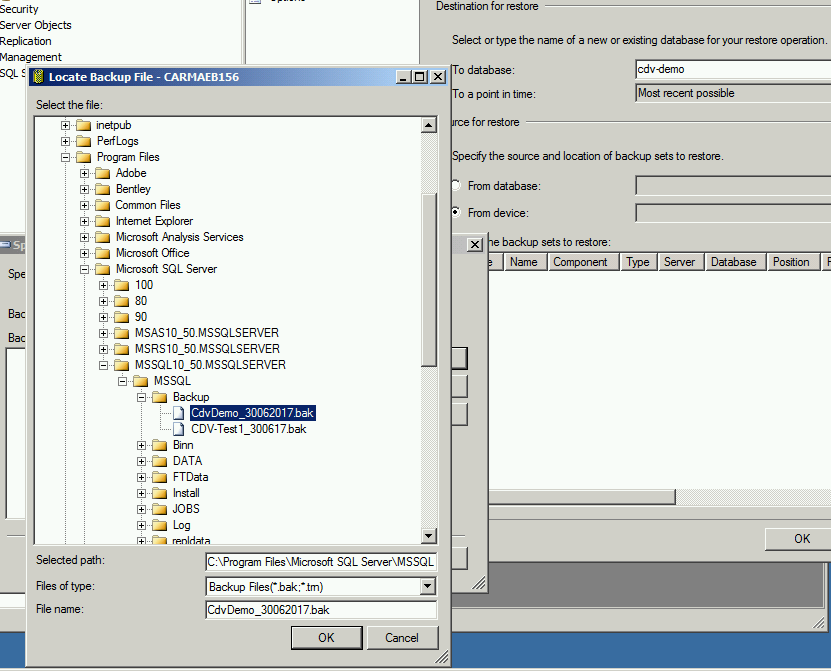 Security
Server Objects
Replication
Management
SQL S
Destination for restore
Select or type the name of a new or existing database for your restore operation.
To database:
cdv-demo
To a point in time:
Most recent possible
urce for restore
Specify the source and location of backup sets to restore.
From database:
From device:
he backup sets to restore:
e Name Component Type Server Database Position F
OK
Sp
Spe
Bac
Bac
Locate Backup File - CARMAEB156
Select the file:
inetpub
PerfLogs
Program Files
Adobe
Bentley
Common Files
Internet Explorer
Microsoft Analysis Services
Microsoft Office
Microsoft SQL Server
100
80
90
MSAS10_50.MSSQLSERVER
MSRS10_50.MSSQLSERVER
MSSQL10_50.MSSQLSERVER
MSSQL
Backup
CdvDemo_30062017.bak
CDV-Test1_300617.bak
Binn
DATA
FTData
Install
JOBS
Log
repldata
Selected path:
C:\Program Files\Microsoft SQL Server\MSSQL
Files of type:
Backup Files(*.bak;*.trn)
File name:
CdvDemo_30062017.bak
OK
Cancel